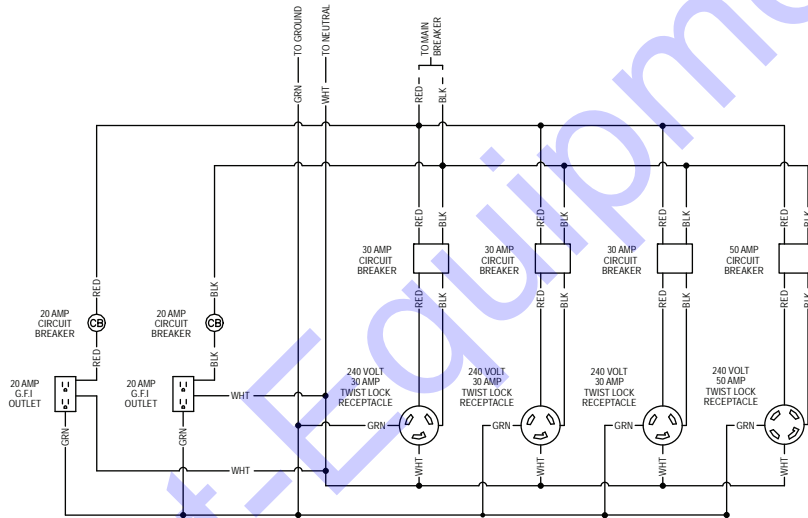 TO GROUND
TO NEUTRAL
TO MAIN
BREAKER
GRN
WHT
RED
BLK
RED
BLK
RED
BLK
RED
BLK
RED
BLK
30 AMP
CIRCUIT
BREAKER
30 AMP
CIRCUIT
BREAKER
30 AMP
CIRCUIT
BREAKER
50 AMP
CIRCUIT
BREAKER
RED
BLK
RED
BLK
RED
BLK
RED
BLK
RED
BLK
20 AMP
CIRCUIT
BREAKER
CB
20 AMP
CIRCUIT
BREAKER
CB
RED
BLK
20 AMP
G.F.I
OUTLET
20 AMP
G.F.I
OUTLET
WHT
240 VOLT
30 AMP
TWIST LOCK
RECEPTACLE
240 VOLT
30 AMP
TWIST LOCK
RECEPTACLE
240 VOLT
30 AMP
TWIST LOCK
RECEPTACLE
240 VOLT
50 AMP
TWIST LOCK
RECEPTACLE
GRN
GRN
GRN
GRN
GRN
GRN
WHT
WHT
WHT
WHT
WHT
t-Equipm